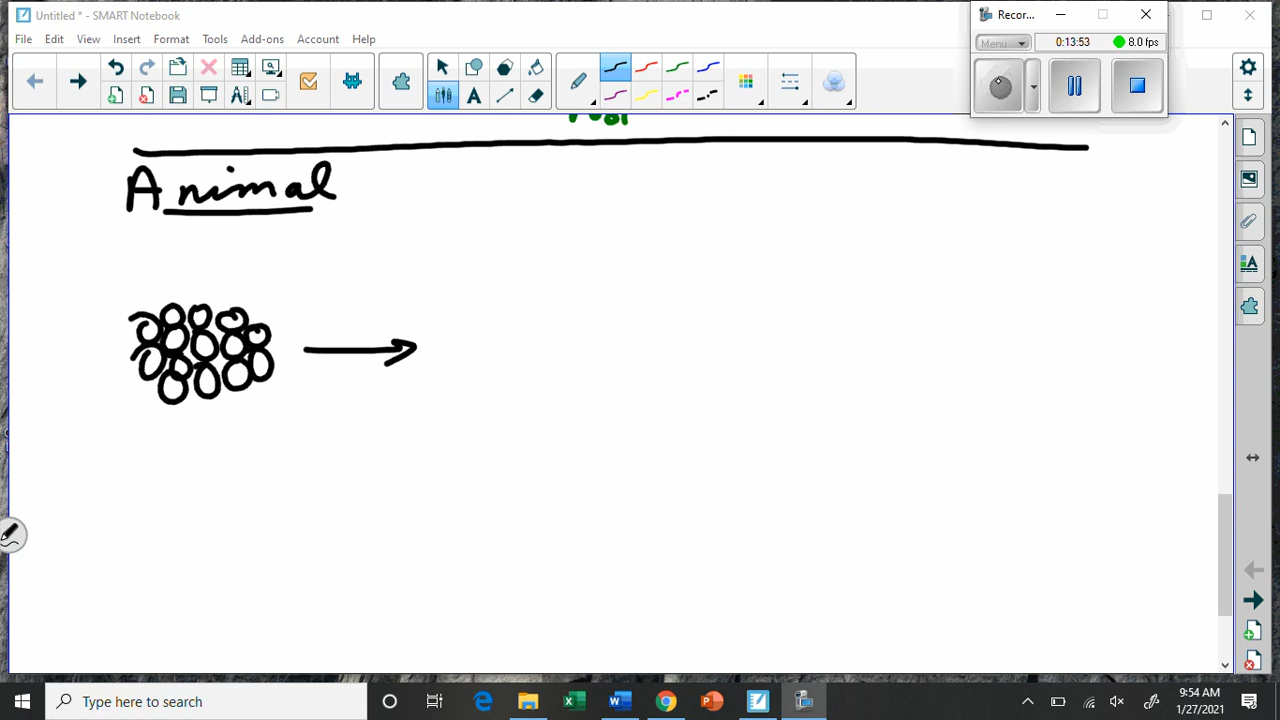 Untitled * - SMART Notebook
File Edit View Insert Format Tools Add-ons Account Help
Recor...
Menu
0:13:53
8.0 fps
Animal
Type here to search
9:54 AM
1/27/2021